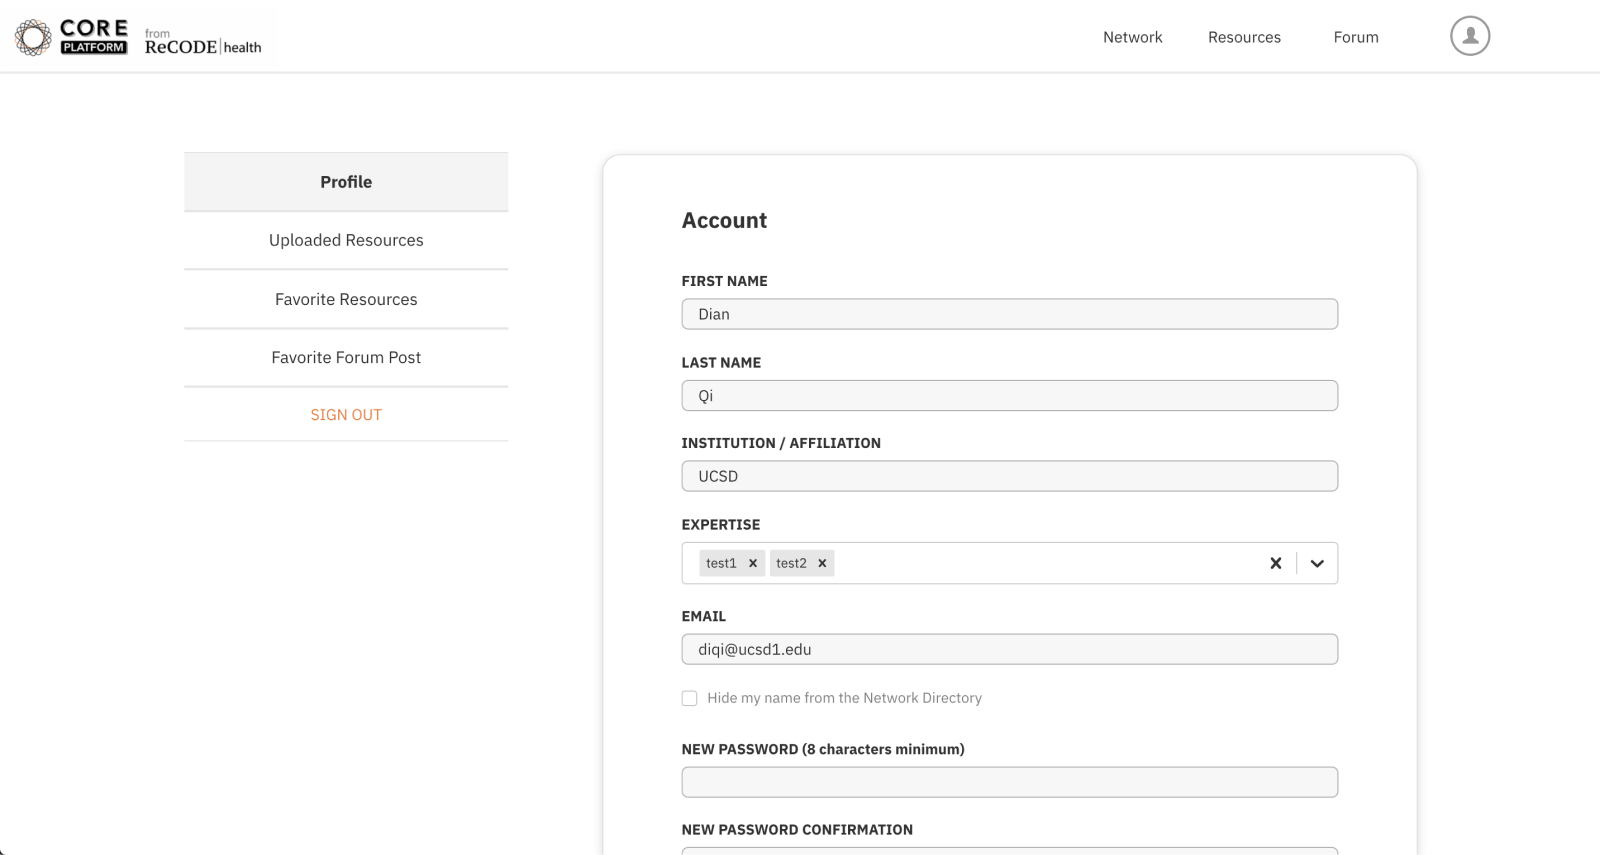 CORE
PLATFORM
from
ReCODE|health
Network
Resources
Forum
Profile
Uploaded Resources
Favorite Resources
Favorite Forum Post
SIGN OUT
Account
FIRST NAME
Dian
LAST NAME
Qi
INSTITUTION / AFFILIATION
UCSD
EXPERTISE
test1 test2
EMAIL
diqi@ucsd1.edu
Hide my name from the Network Directory
NEW PASSWORD (8 characters minimum)
NEW PASSWORD CONFIRMATION